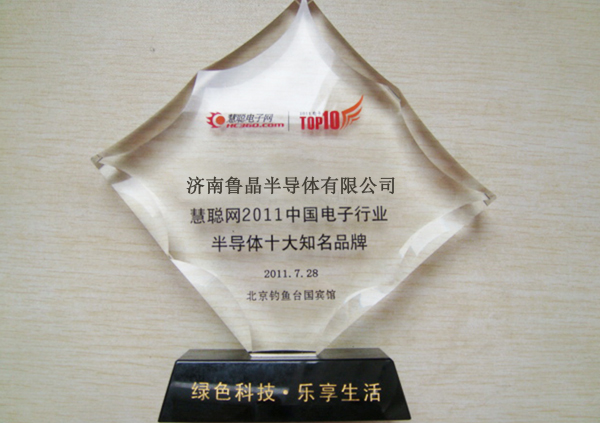 慧聪电子网
HC360.COM
TOP10
济南鲁晶半导体有限公司
慧聪网2011中国电子行业
半导体十大知名品牌
2011.7.28
北京钓鱼台国宾馆
绿色科技·乐享生活